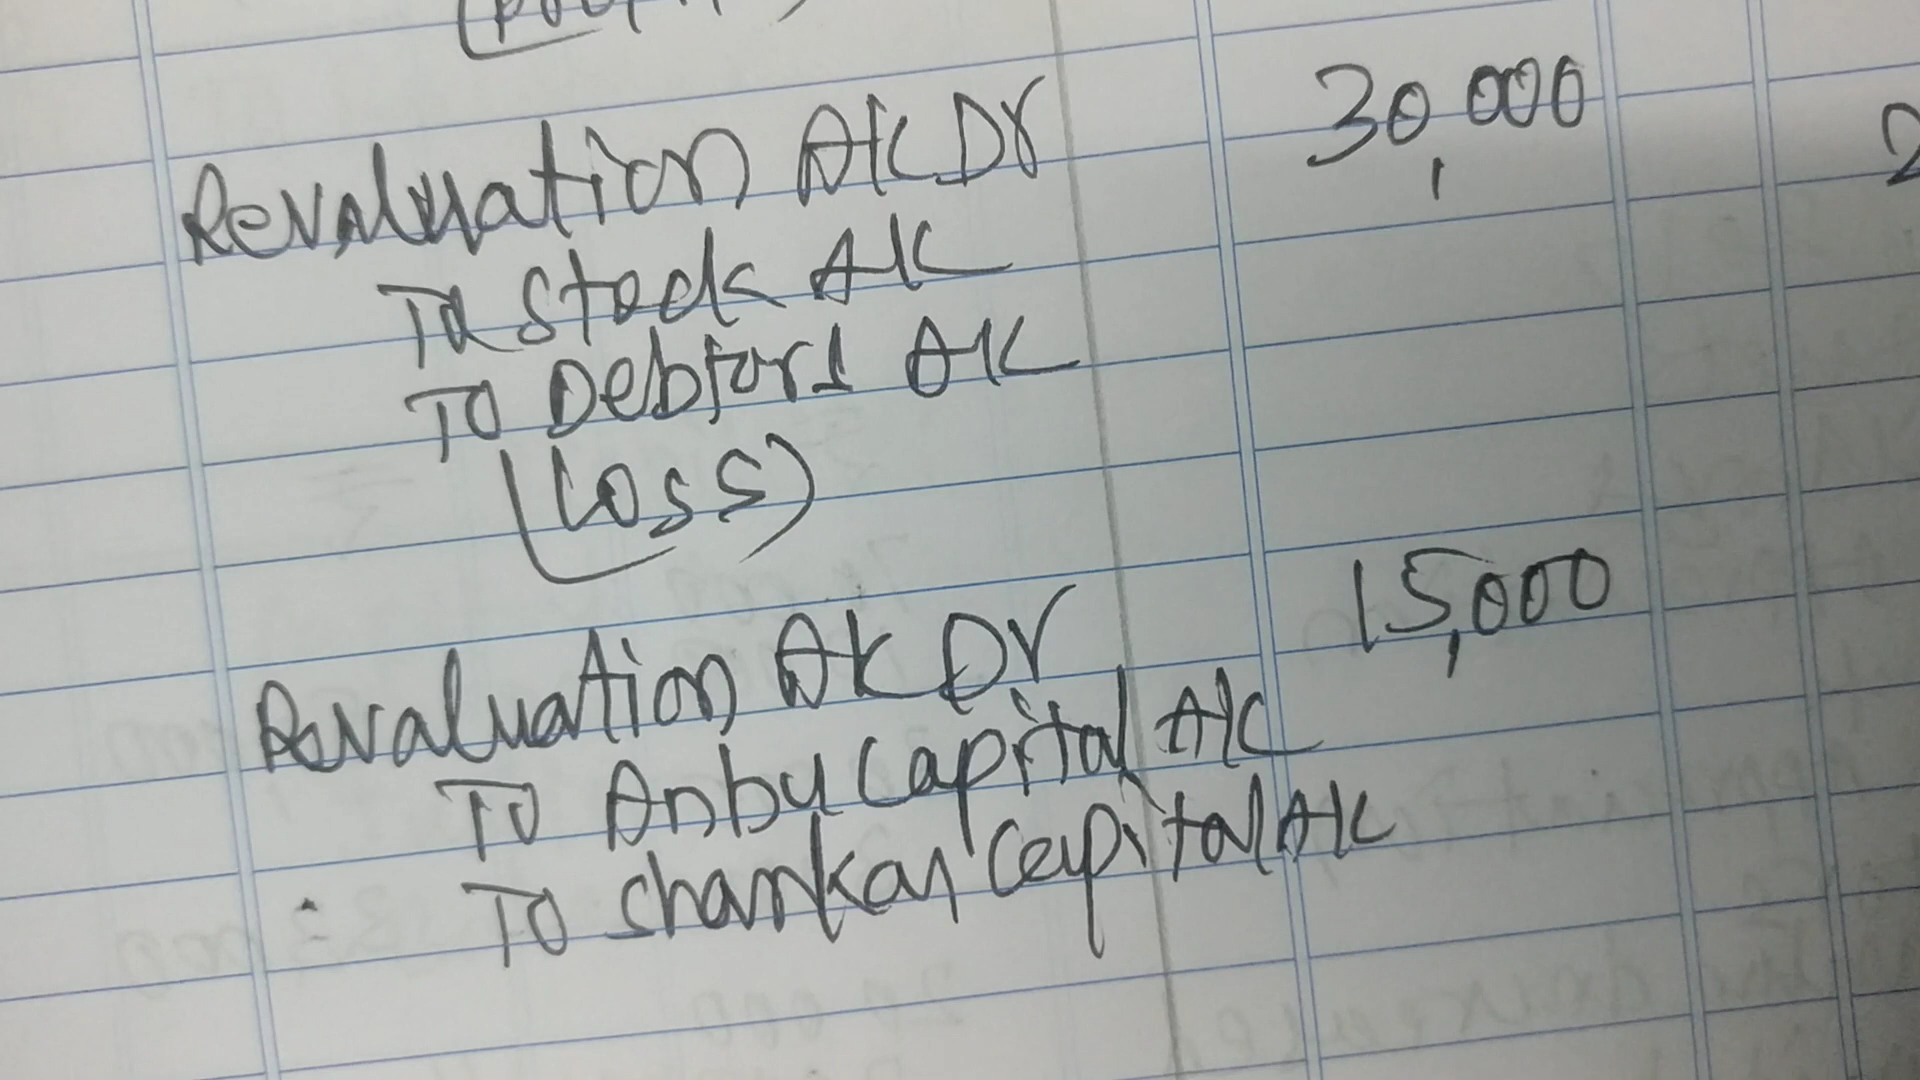 Revaluation A/c Dr 30,000
To Stock A/c
To Debtors A/c
(Loss)
Revaluation A/c Dr 15,000
To Anbu Capital A/c
To Shankar Capital A/c